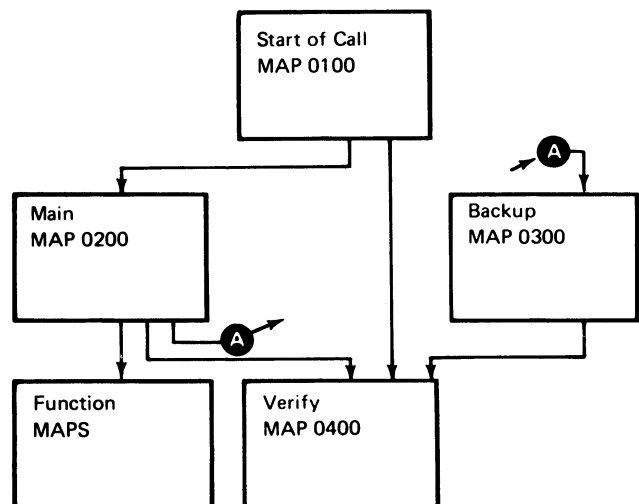 Start of Call
MAP 0100
A
Main
MAP 0200
Backup
MAP 0300
A
Function
MAPS
Verify
MAP 0400